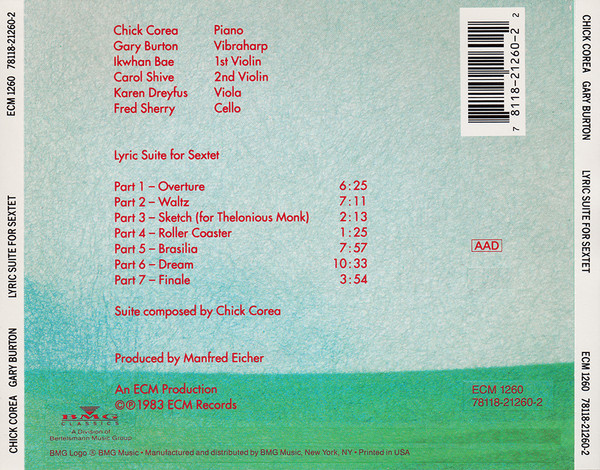 ECM 1260 78118-21260-2
LYRIC SUITE FOR SEXTET
CHICK COREA GARY BURTON
Chick Corea Piano
Gary Burton Vibraharp
Ikwhan Bae 1st Violin
Carol Shive 2nd Violin
Karen Dreyfus Viola
Fred Sherry Cello
Lyric Suite for Sextet
Part 1 – Overture 6:25
Part 2 – Waltz 7:11
Part 3 – Sketch (for Thelonious Monk) 2:13
Part 4 – Roller Coaster 1:25
Part 5 – Brasilia 7:57
Part 6 – Dream 10:33
Part 7 – Finale 3:54
Suite composed by Chick Corea
Produced by Manfred Eicher
An ECM Production
©℗1983 ECM Records
7 8118-21260-2 2
AAD
ECM 1260
78118-21260-2
BMG
CLASSICS
A Division of
Bertelsmann Music Group
BMG Logo ® BMG Music • Manufactured and distributed by BMG Music, New York, NY • Printed in USA
CHICK COREA GARY BURTON
LYRIC SUITE FOR SEXTET
ECM 1260 78118-21260-2